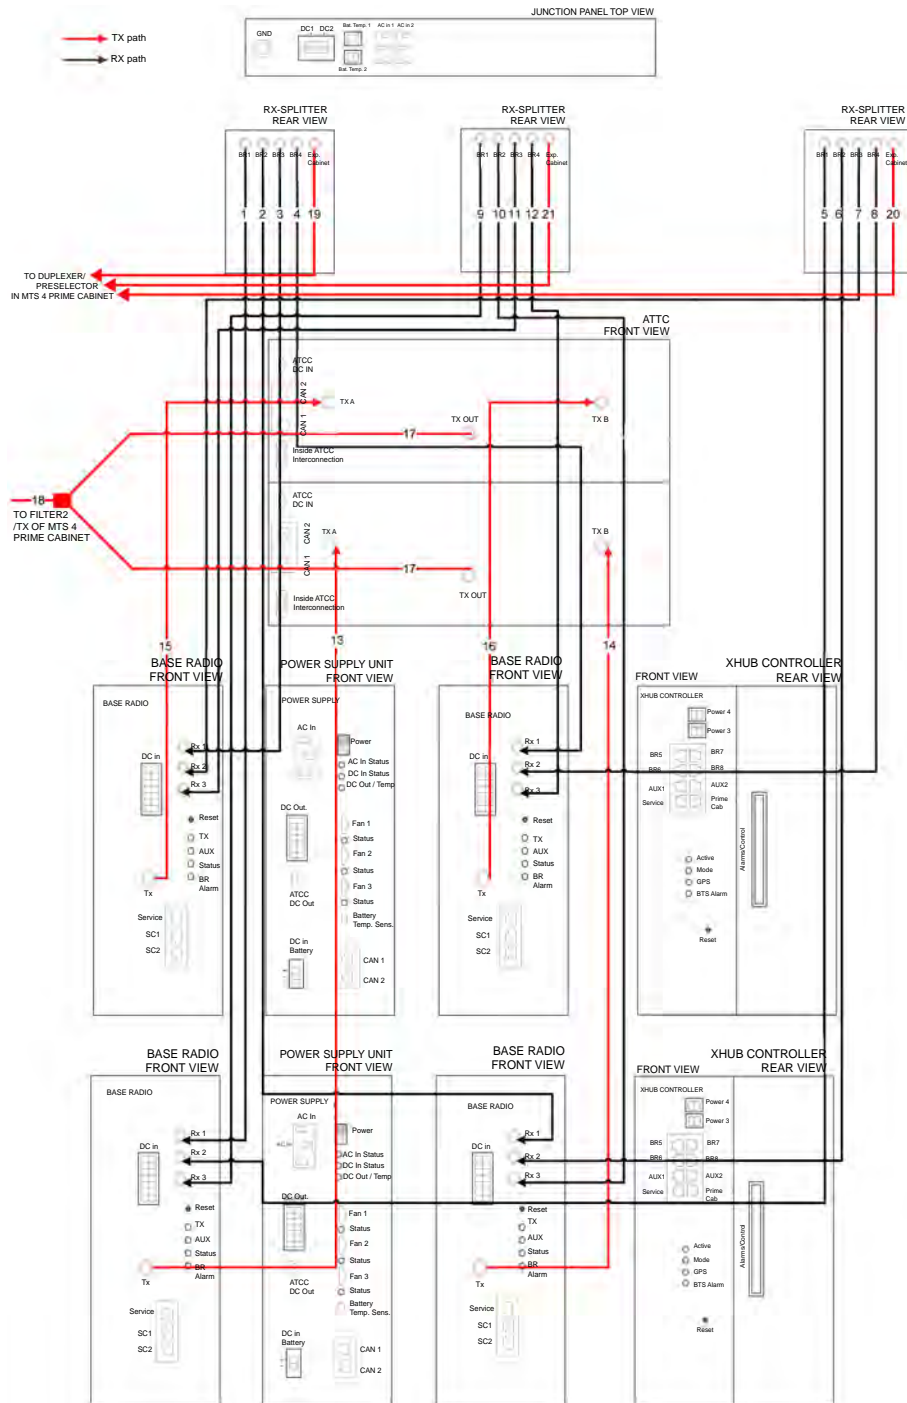 JUNCTION PANEL TOP VIEW
TX path
RX path
GND
DC1 DC2
Bat. Temp. 1
AC in 1 AC in 2
Bat. Temp. 2
RX-SPLITTER
REAR VIEW
RX-SPLITTER
REAR VIEW
RX-SPLITTER
REAR VIEW
BR1 BR2 BR3 BR4 Exp. Cabinet
BR1 BR2 BR3 BR4 Exp. Cabinet
BR1 BR2 BR3 BR4 Exp. Cabinet
1 2 3 4 19
9 10 11 12 21
5 6 7 8 20
TO DUPLEXER/
PRESELECTOR
IN MTS 4 PRIME CABINET
ATTC
FRONT VIEW
ATCC
DC IN
CAN 2
TX A
TX B
CAN 1
TX OUT
17
Inside ATCC
Interconnection
18
TO FILTER2
/TX OF MTS 4
PRIME CABINET
ATCC
DC IN
CAN 2
TX A
TX B
CAN 1
17
TX OUT
Inside ATCC
Interconnection
15
13
16
14
BASE RADIO
FRONT VIEW
POWER SUPPLY UNIT
FRONT VIEW
BASE RADIO
FRONT VIEW
FRONT VIEW
XHUB CONTROLLER
REAR VIEW
BASE RADIO
Rx 1
DC in
Rx 2
Rx 3
Reset
TX
AUX
Status
BR
Alarm
Tx
Service
SC1
SC2
POWER SUPPLY
AC In
Power
AC In Status
DC In Status
DC Out / Temp
DC Out.
Fan 1
Status
Fan 2
Status
Fan 3
Status
ATCC
DC Out
Battery
Temp. Sens.
DC in
Battery
CAN 1
CAN 2
BASE RADIO
Rx 1
DC in
Rx 2
Rx 3
Reset
TX
AUX
Status
BR
Alarm
Tx
Service
SC1
SC2
XHUB CONTROLLER
Power 4
Power 3
BR5
BR7
BR6
BR8
AUX1
AUX2
Service
Prime
Cab
Alarms/Control
Active
Mode
GPS
BTS Alarm
Reset
BASE RADIO
FRONT VIEW
POWER SUPPLY UNIT
FRONT VIEW
BASE RADIO
FRONT VIEW
FRONT VIEW
XHUB CONTROLLER
REAR VIEW
BASE RADIO
Rx 1
DC in
Rx 2
Rx 3
Reset
TX
AUX
Status
BR
Alarm
Tx
Service
SC1
SC2
POWER SUPPLY
AC In
Power
AC In
AC In Status
DC In Status
DC Out / Temp
DC Out.
Fan 1
Status
Fan 2
Status
Fan 3
Status
ATCC
DC Out
Battery
Temp. Sens.
DC in
Battery
CAN 1
CAN 2
BASE RADIO
Rx 1
DC in
Rx 2
Rx 3
Reset
TX
AUX
Status
BR
Alarm
Tx
Service
SC1
SC2
XHUB CONTROLLER
Power 4
Power 3
BR5
BR7
BR6
BR8
AUX1
AUX2
Service
Prime
Cab
Alarms/Control
Active
Mode
GPS
BTS Alarm
Reset